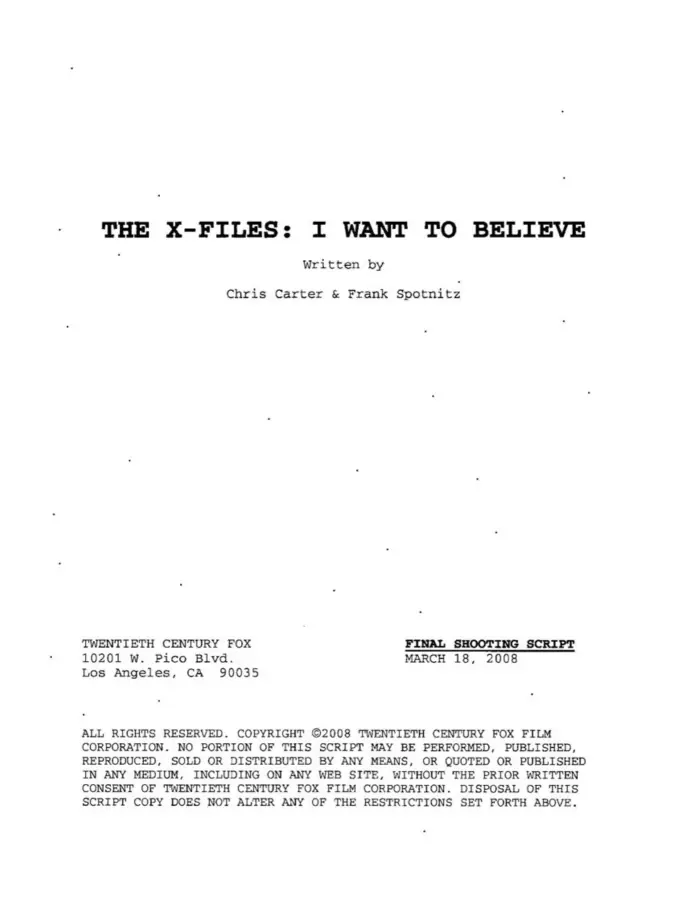 THE X-FILES: I WANT TO BELIEVE
Written by
Chris Carter & Frank Spotnitz
TWENTIETH CENTURY FOX
10201 W. Pico Blvd.
Los Angeles, CA 90035
FINAL SHOOTING SCRIPT
MARCH 18, 2008
ALL RIGHTS RESERVED. COPYRIGHT ©2008 TWENTIETH CENTURY FOX FILM
CORPORATION. NO PORTION OF THIS SCRIPT MAY BE PERFORMED, PUBLISHED,
REPRODUCED, SOLD OR DISTRIBUTED BY ANY MEANS, OR QUOTED OR PUBLISHED
IN ANY MEDIUM, INCLUDING ON ANY WEB SITE, WITHOUT THE PRIOR WRITTEN
CONSENT OF TWENTIETH CENTURY FOX FILM CORPORATION. DISPOSAL OF THIS
SCRIPT COPY DOES NOT ALTER ANY OF THE RESTRICTIONS SET FORTH ABOVE.